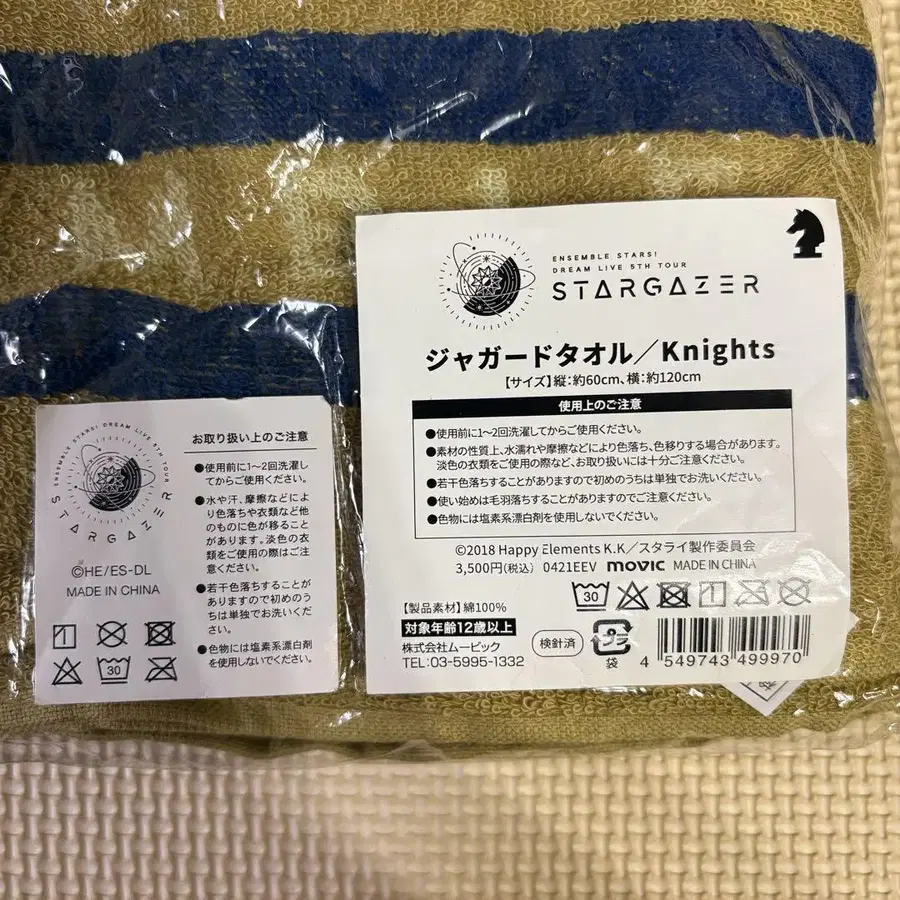 ENSEMBLE STARS!
DREAM LIVE 5TH TOUR
STARGAZER
ジャガードタオル／Knights
【サイズ】縦：約60cm、横：約120cm
使用上のご注意
●使用前に1〜2回洗濯してからご使用ください。
●素材の性質上、水濡れや摩擦などにより色落ち、色移りする場合があります。
淡色の衣類をご使用の際など、お取り扱いには十分ご注意ください。
●若干色落ちすることがありますので初めのうちは単独でお洗いください。
●使い始めは毛羽落ちすることがありますのでご注意ください。
●色物には塩素系漂白剤を使用しないでください。
©2018 Happy Elements K.K／スタライ製作委員会
3,500円(税込) 0421EEV movic MADE IN CHINA
30
【製品素材】綿100%
対象年齢12歳以上
株式会社ムービック
TEL：03-5995-1332
検針済
プラ
袋
4 549743 499970
ENSEMBLE STARS! DREAM LIVE 5TH TOUR
STARGAZER
©HE/ES-DL
MADE IN CHINA
30
お取り扱い上のご注意
●使用前に1〜2回洗濯し
てからご使用ください。
●水や汗、摩擦などによ
り色落ちや衣類など他
のものに色が移ること
があります。淡色の衣
類をご使用の際はご注
意ください。
●若干色落ちすることが
ありますので初めのうち
は単独でお洗いくださ
い。
●色物には塩素系漂白剤
を使用しないでください。